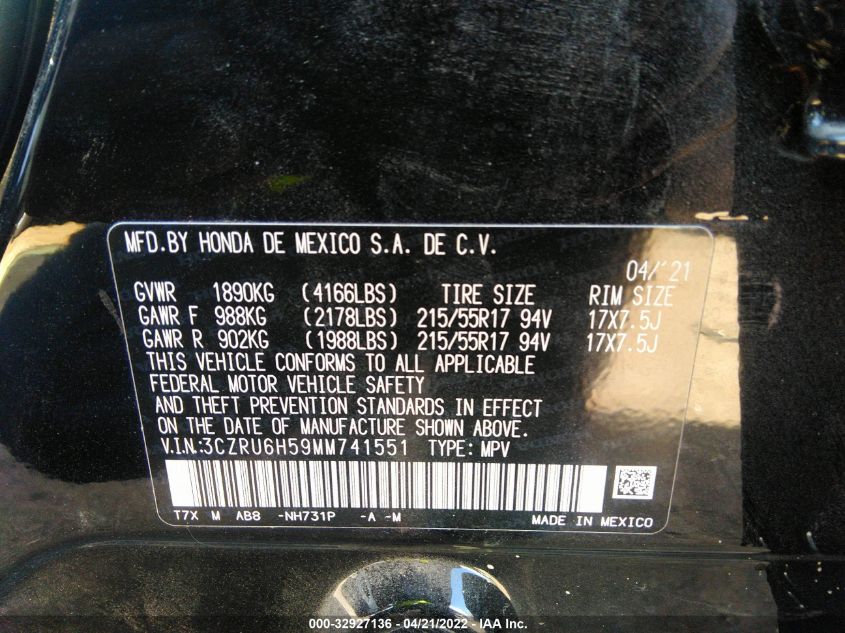 MFD.BY HONDA DE MEXICO S.A. DE C.V.
04/'21
GVWR 1890KG (4166LBS) TIRE SIZE RIM SIZE
GAWR F 988KG (2178LBS) 215/55R17 94V 17X7.5J
GAWR R 902KG (1988LBS) 215/55R17 94V 17X7.5J
THIS VEHICLE CONFORMS TO ALL APPLICABLE
FEDERAL MOTOR VEHICLE SAFETY
AND THEFT PREVENTION STANDARDS IN EFFECT
ON THE DATE OF MANUFACTURE SHOWN ABOVE.
V.I.N:3CZRU6H59MM741551 TYPE: MPV
T7X M AB8 -NH731P -A -M MADE IN MEXICO
000-32927136 - 04/21/2022 - IAA Inc.